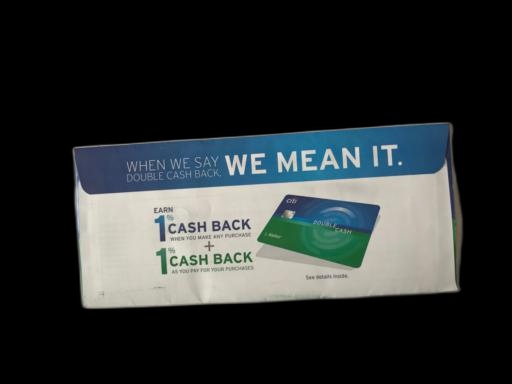 WHEN WE SAY
DOUBLE CASH BACK, WE MEAN IT.
EARN
1% CASH BACK
WHEN YOU MAKE ANY PURCHASE
+
1% CASH BACK
AS YOU PAY FOR YOUR PURCHASES
citi
DOUBLE
CASH
See details inside.